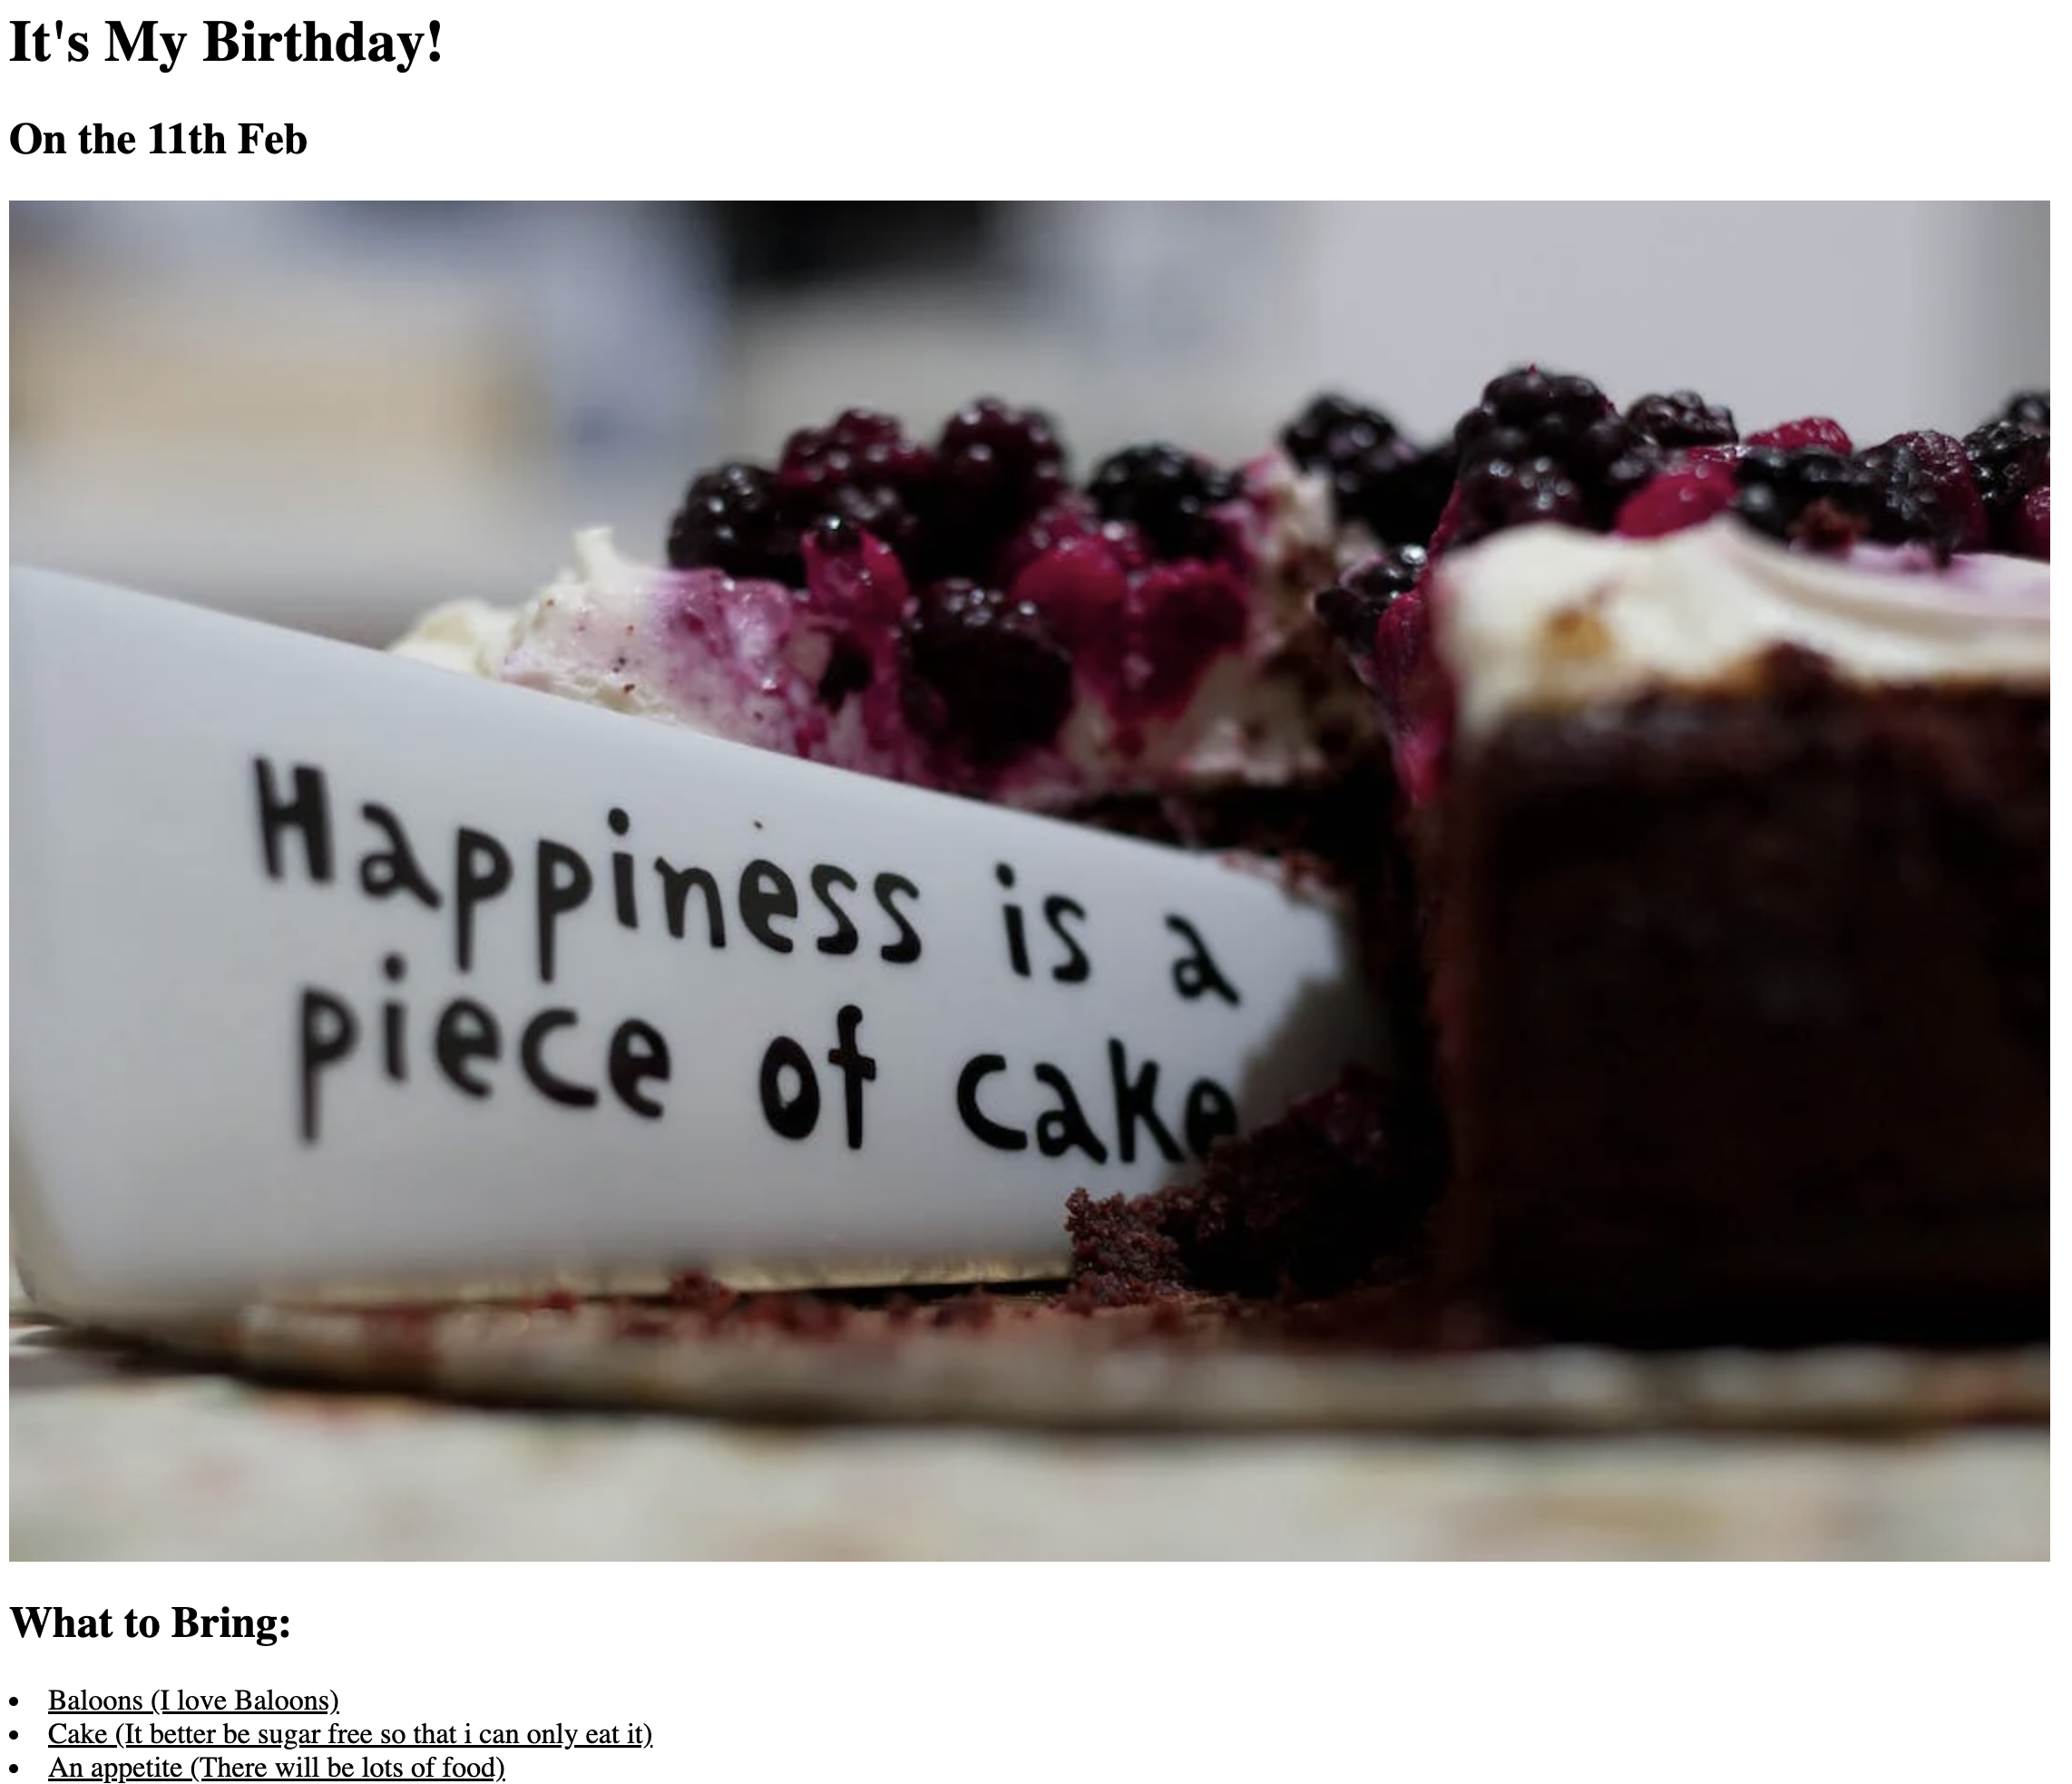 It's My Birthday!
On the 11th Feb
Happiness is a
piece of cake
What to Bring:
Baloons (I love Baloons)
Cake (It better be sugar free so that i can only eat it)
An appetite (There will be lots of food)